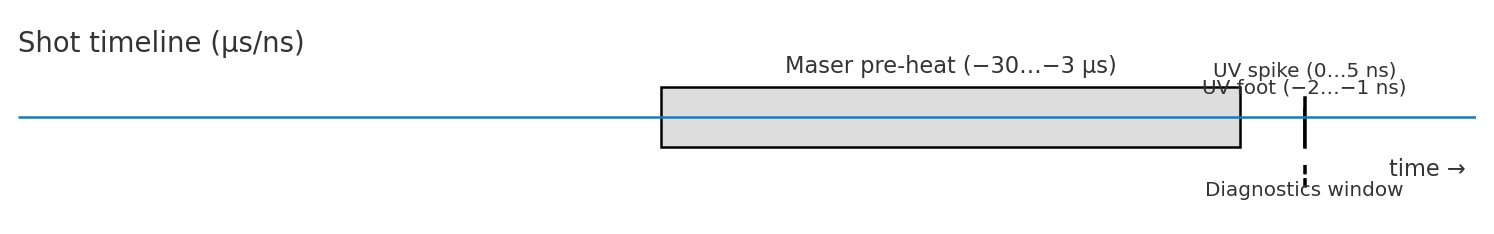 Shot timeline (μs/ns)
Maser pre-heat (−30…−3 μs)
UV spike (0…5 ns)
UV foot (−2…−1 ns)
time →
Diagnostics window